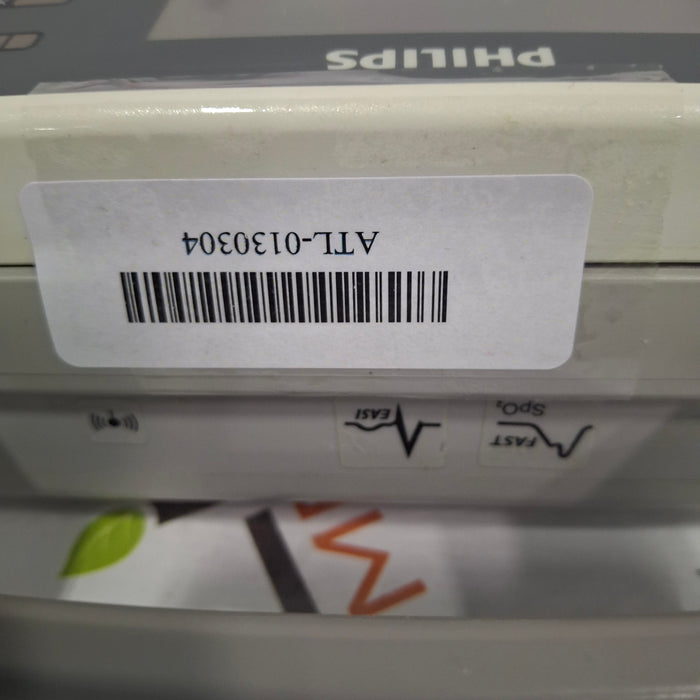 FAST
SpO₂
EASI
ATL-0130304
PHILIPS